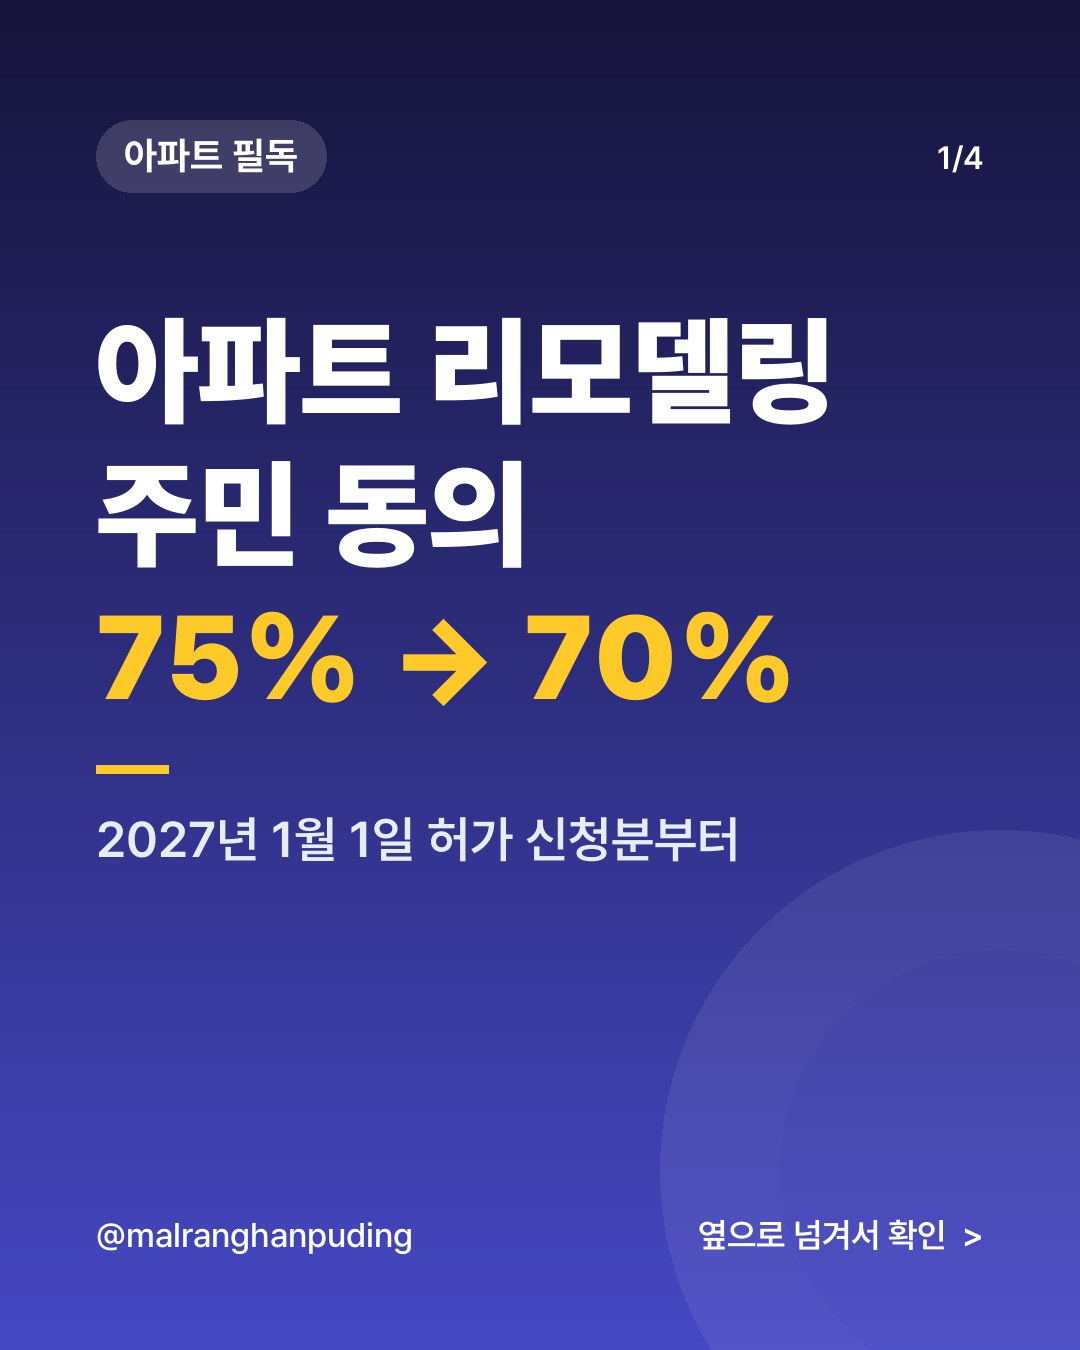 아파트 필독
1/4
아파트 리모델링
주민 동의
75% → 70%
2027년 1월 1일 허가 신청분부터
@malranghanpuding
옆으로 넘겨서 확인 >